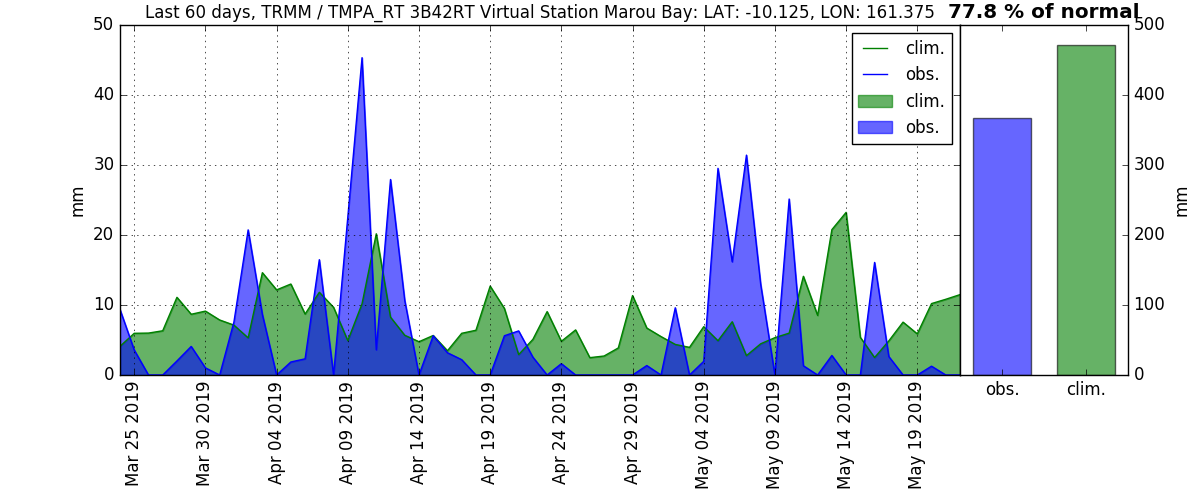 Last 60 days, TRMM / TMPA_RT 3B42RT Virtual Station Marou Bay: LAT: -10.125, LON: 161.375 77.8 % of normal
50
40
30
20
10
0
mm
clim.
obs.
clim.
obs.
500
400
300
200
100
0
mm
obs.
clim.
Mar 25 2019
Mar 30 2019
Apr 04 2019
Apr 09 2019
Apr 14 2019
Apr 19 2019
Apr 24 2019
Apr 29 2019
May 04 2019
May 09 2019
May 14 2019
May 19 2019